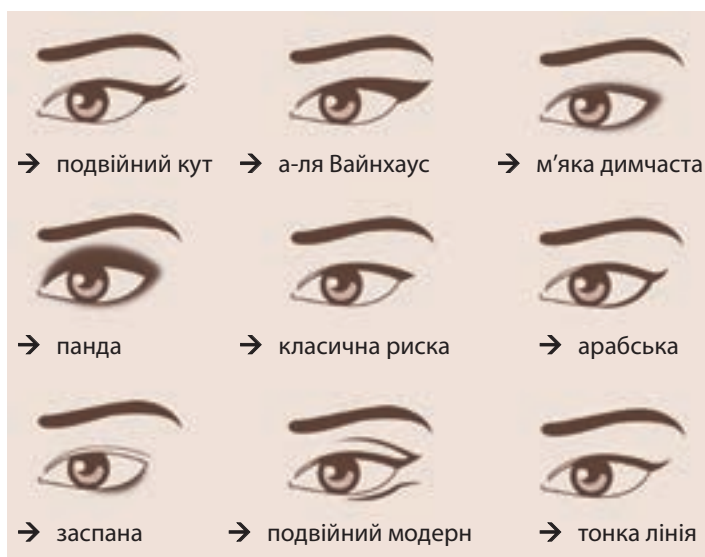 → подвійний кут → а-ля Вайнхаус → м’яка димчаста
→ панда → класична риска → арабська
→ заспана → подвійний модерн → тонка лінія